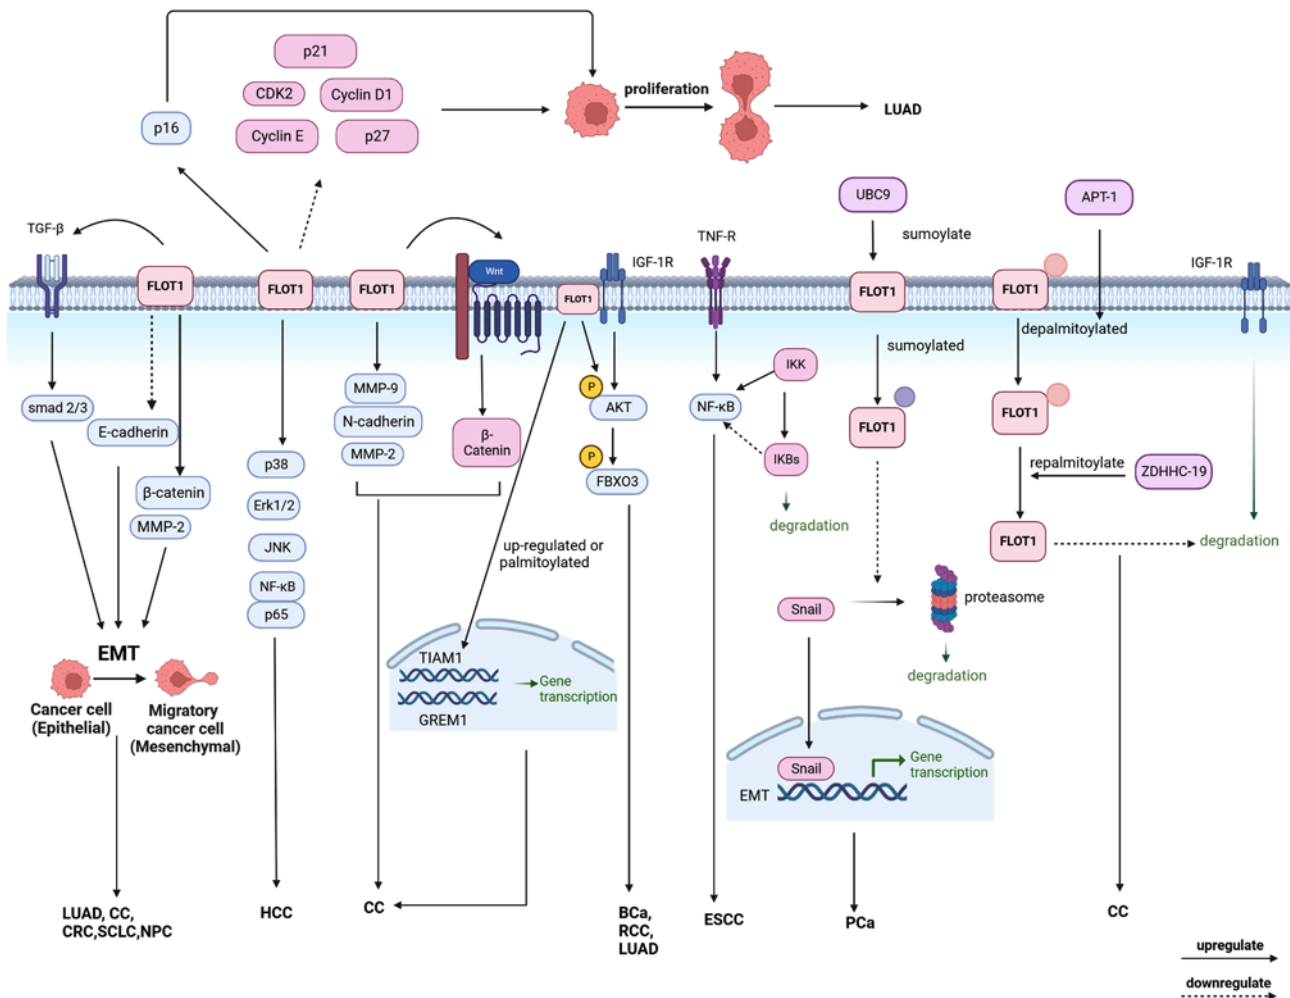 p21
CDK2
Cyclin D1
p16
Cyclin E
p27
proliferation
LUAD
UBC9
APT-1
TGF-β
sumoylate
TNF-R
IGF-1R
IGF-1R
Wnt
FLOT1
FLOT1
FLOT1
FLOT1
FLOT1
FLOT1
depalmitoylated
sumoylated
smad 2/3
E-cadherin
MMP-9
N-cadherin
MMP-2
β-
Catenin
P
AKT
P
FBXO3
NF-κB
IKK
IKBs
degradation
FLOT1
FLOT1
repalmitoylate
ZDHHC-19
FLOT1
degradation
β-catenin
MMP-2
p38
Erk1/2
JNK
NF-κB
p65
up-regulated or
palmitoylated
Snail
proteasome
degradation
EMT
Cancer cell
(Epithelial)
Migratory
cancer cell
(Mesenchymal)
TIAM1
Gene
transcription
GREM1
Snail
Gene
transcription
EMT
LUAD, CC,
CRC,SCLC,NPC
HCC
CC
BCa,
RCC,
LUAD
ESCC
PCa
CC
upregulate
downregulate